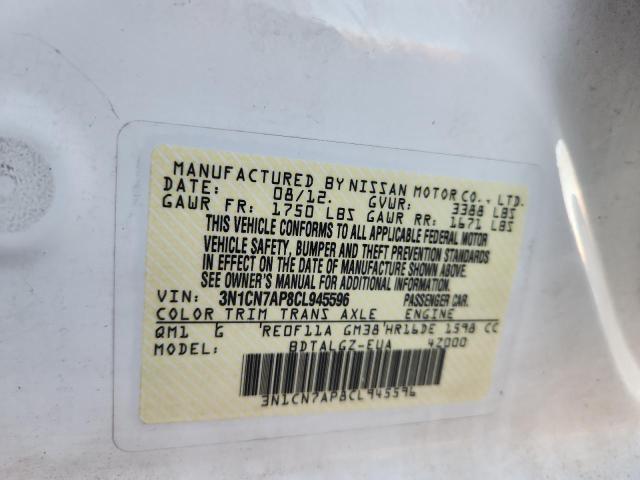 MANUFACTURED BY NISSAN MOTOR CO., LTD.
DATE: 08/12. GVWR: 3388 LBS
GAWR FR: 1750 LBS GAWR RR: 1671 LBS
THIS VEHICLE CONFORMS TO ALL APPLICABLE FEDERAL MOTOR
VEHICLE SAFETY, BUMPER AND THEFT PREVENTION STANDARDS
IN EFFECT ON THE DATE OF MANUFACTURE SHOWN ABOVE.
SEE OWNER'S MANUAL FOR ADDITIONAL INFORMATION.
VIN: 3N1CN7AP8CL945596 PASSENGER CAR.
COLOR TRIM TRANS AXLE ENGINE
QM1 G RE0F11A GM38 HR16DE 1598 CC
MODEL: BDTALGZ-EUA 4Z000
3N1CN7AP8CL945596